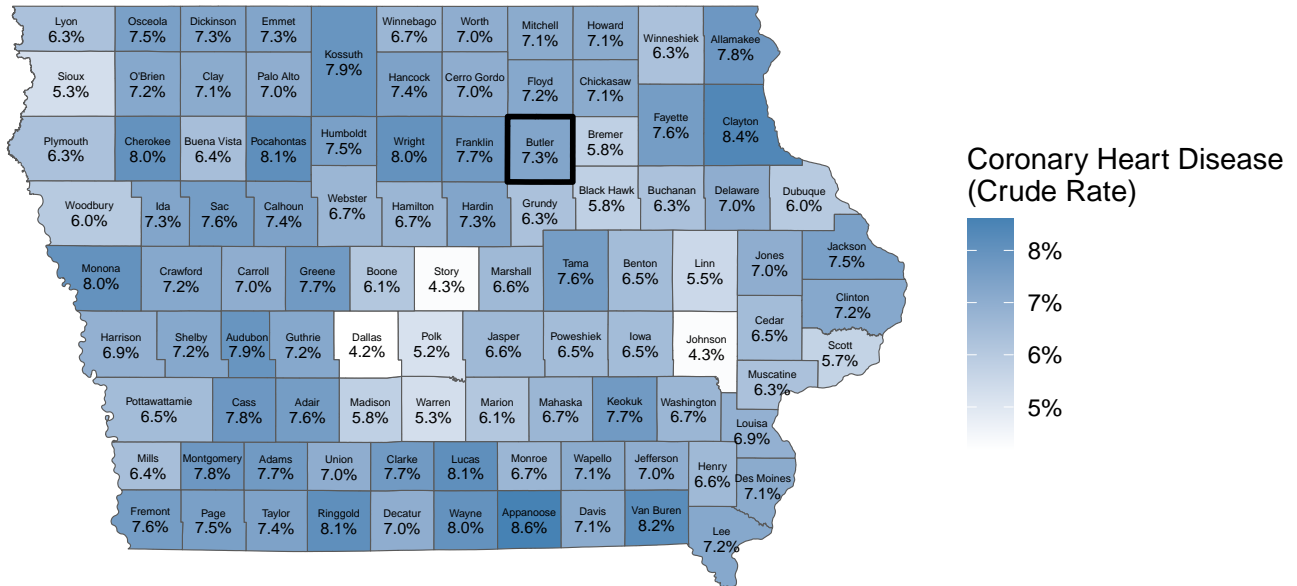 Lyon
6.3%
Osceola
7.5%
Dickinson
7.3%
Emmet
7.3%
Kossuth
7.9%
Winnebago
6.7%
Worth
7.0%
Mitchell
7.1%
Howard
7.1%
Winneshiek
6.3%
Allamakee
7.8%
Sioux
5.3%
O'Brien
7.2%
Clay
7.1%
Palo Alto
7.0%
Hancock
7.4%
Cerro Gordo
7.0%
Floyd
7.2%
Chickasaw
7.1%
Fayette
7.6%
Clayton
8.4%
Plymouth
6.3%
Cherokee
8.0%
Buena Vista
6.4%
Pocahontas
8.1%
Humboldt
7.5%
Wright
8.0%
Franklin
7.7%
Butler
7.3%
Bremer
5.8%
Woodbury
6.0%
Ida
7.3%
Sac
7.6%
Calhoun
7.4%
Webster
6.7%
Hamilton
6.7%
Hardin
7.3%
Grundy
6.3%
Black Hawk
5.8%
Buchanan
6.3%
Delaware
7.0%
Dubuque
6.0%
Monona
8.0%
Crawford
7.2%
Carroll
7.0%
Greene
7.7%
Boone
6.1%
Story
4.3%
Marshall
6.6%
Tama
7.6%
Benton
6.5%
Linn
5.5%
Jones
7.0%
Jackson
7.5%
Clinton
7.2%
Harrison
6.9%
Shelby
7.2%
Audubon
7.9%
Guthrie
7.2%
Dallas
4.2%
Polk
5.2%
Jasper
6.6%
Poweshiek
6.5%
Iowa
6.5%
Johnson
4.3%
Cedar
6.5%
Scott
5.7%
Muscatine
6.3%
Pottawattamie
6.5%
Cass
7.8%
Adair
7.6%
Madison
5.8%
Warren
5.3%
Marion
6.1%
Mahaska
6.7%
Keokuk
7.7%
Washington
6.7%
Louisa
6.9%
Mills
6.4%
Montgomery
7.8%
Adams
7.7%
Union
7.0%
Clarke
7.7%
Lucas
8.1%
Monroe
6.7%
Wapello
7.1%
Jefferson
7.0%
Henry
6.6%
Des Moines
7.1%
Fremont
7.6%
Page
7.5%
Taylor
7.4%
Ringgold
8.1%
Decatur
7.0%
Wayne
8.0%
Appanoose
8.6%
Davis
7.1%
Van Buren
8.2%
Lee
7.2%
Coronary Heart Disease
(Crude Rate)
8%
7%
6%
5%